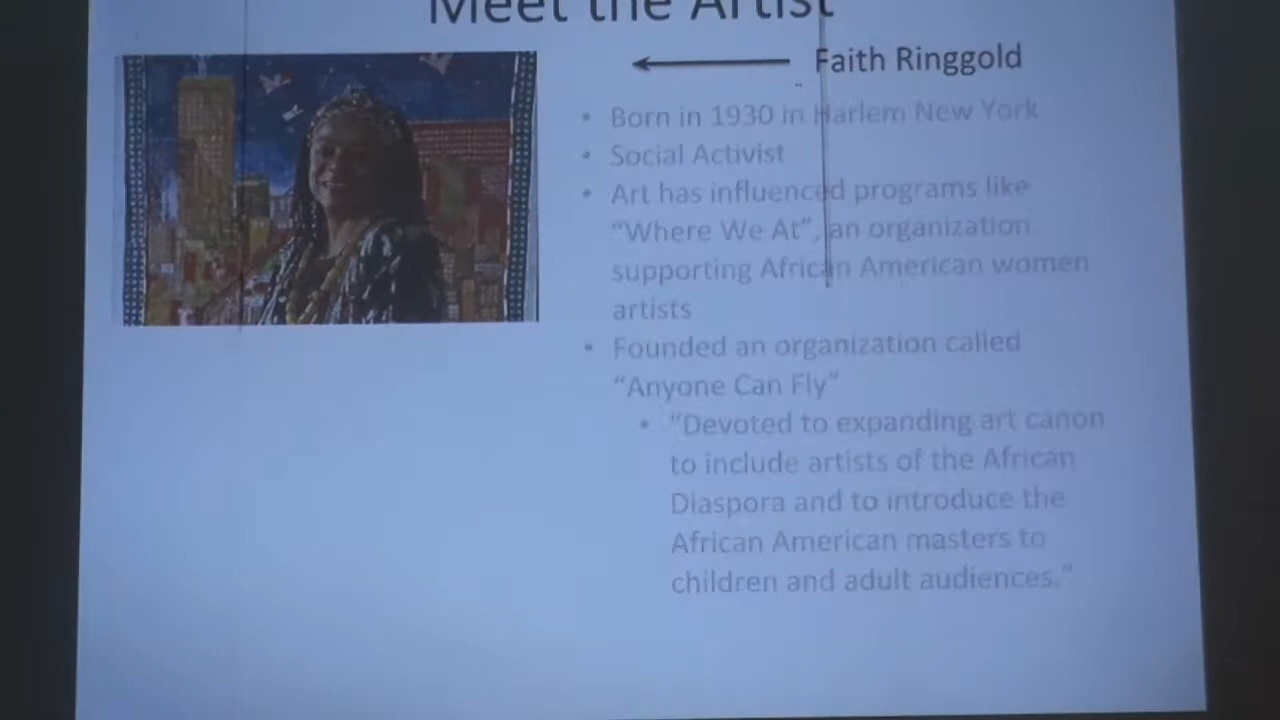 Meet the Artist
Faith Ringgold
• Born in 1930 in Harlem New York
• Social Activist
• Art has influenced programs like
“Where We At”, an organization
supporting African American women
artists
• Founded an organization called
“Anyone Can Fly”
• “Devoted to expanding art canon
to include artists of the African
Diaspora and to introduce the
African American masters to
children and adult audiences.”